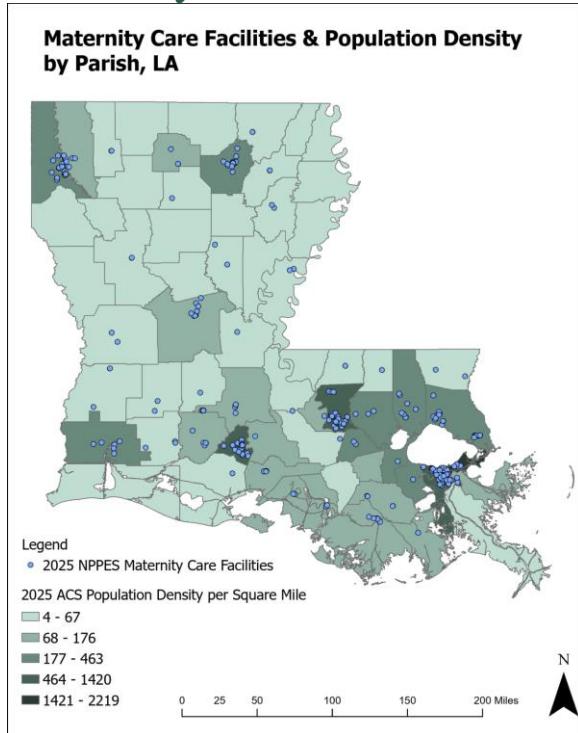 Maternity Care Facilities & Population Density
by Parish, LA
Legend
2025 NPPES Maternity Care Facilities
2025 ACS Population Density per Square Mile
4 - 67
68 - 176
177 - 463
464 - 1420
1421 - 2219
N
0 25 50 100 150 200 Miles